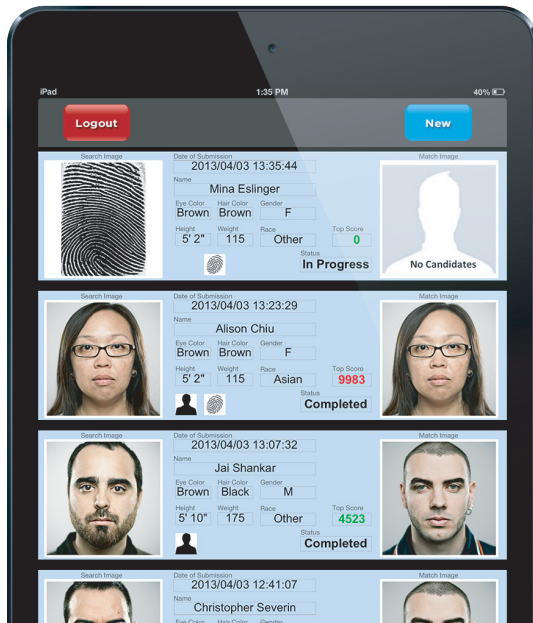 iPad 1:35 PM 40%
Logout New
Search Image Date of Submission Match Image
2013/04/03 13:35:44
Name
Mina Eslinger
Eye Color Hair Color Gender
Brown Brown F
Height Weight Race Top Score
5' 2" 115 Other 0
Status
In Progress
No Candidates
Search Image Date of Submission Match Image
2013/04/03 13:23:29
Name
Alison Chiu
Eye Color Hair Color Gender
Brown Brown F
Height Weight Race Top Score
5' 2" 115 Asian 9983
Status
Completed
Search Image Date of Submission Match Image
2013/04/03 13:07:32
Name
Jai Shankar
Eye Color Hair Color Gender
Brown Black M
Height Weight Race Top Score
5' 10" 175 Other 4523
Status
Completed
Search Image Date of Submission Match Image
2013/04/03 12:41:07
Name
Christopher Severin
Eye Color Hair Color Gender